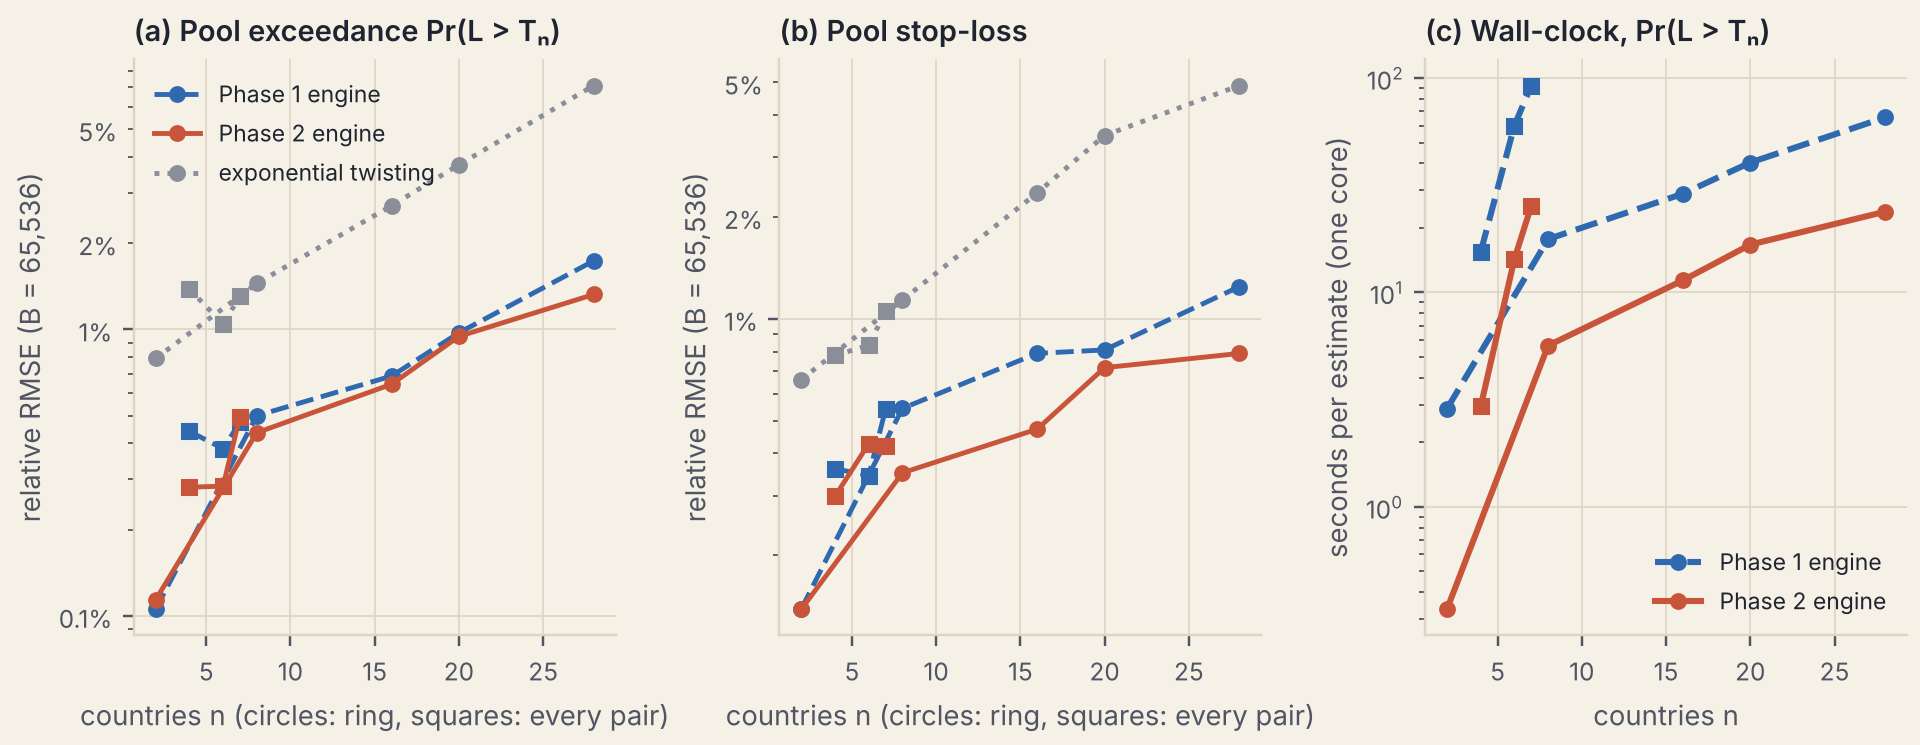 (a) Pool exceedance Pr(L > Tₙ)
Phase 1 engine
Phase 2 engine
exponential twisting
5%
2%
1%
0.1%
relative RMSE (B = 65,536)
5 10 15 20 25
countries n (circles: ring, squares: every pair)
(b) Pool stop-loss
5%
2%
1%
relative RMSE (B = 65,536)
5 10 15 20 25
countries n (circles: ring, squares: every pair)
(c) Wall-clock, Pr(L > Tₙ)
10²
10¹
10⁰
seconds per estimate (one core)
Phase 1 engine
Phase 2 engine
5 10 15 20 25
countries n